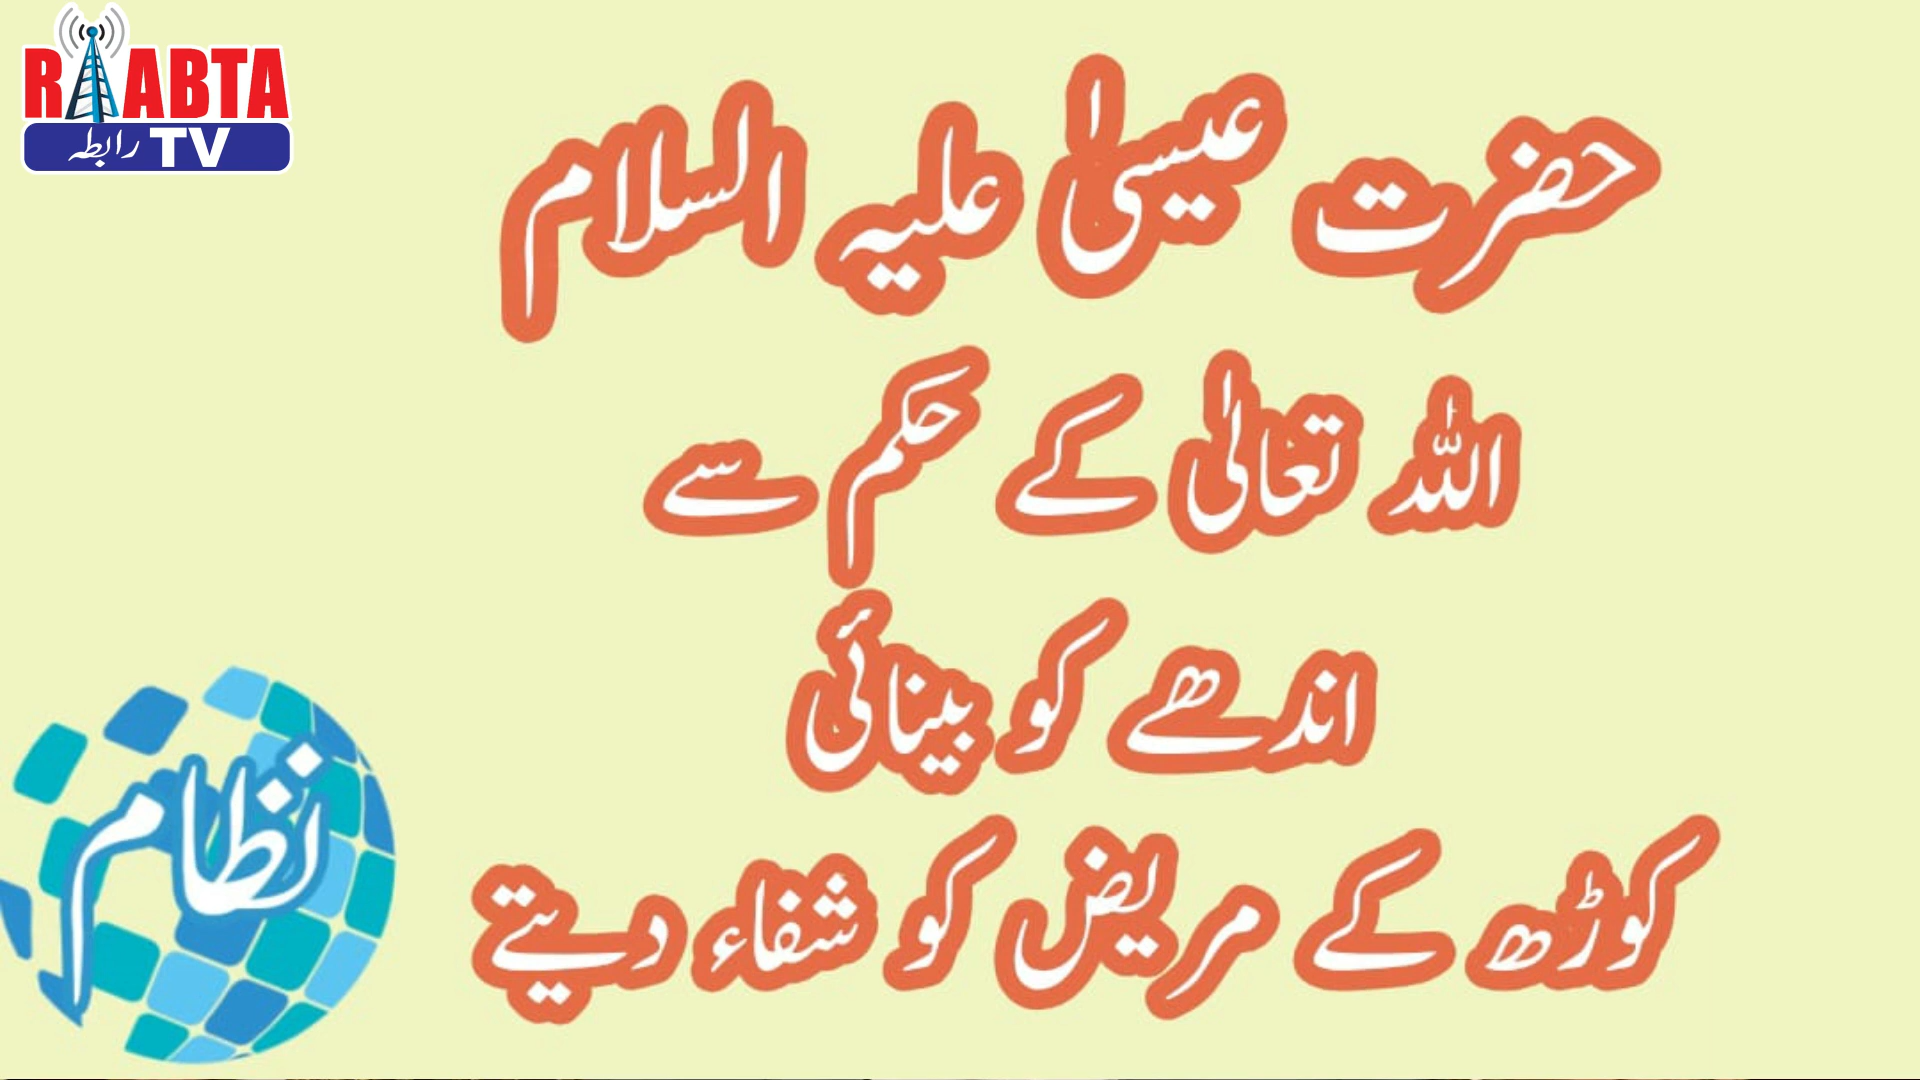 RAABTA
رابطہ TV
حضرت عیسیٰ علیہ السلام
اللہ تعالیٰ کے حکم سے
اندھے کو بینائی
کوڑھ کے مریض کو شفاء دیتے
نظام